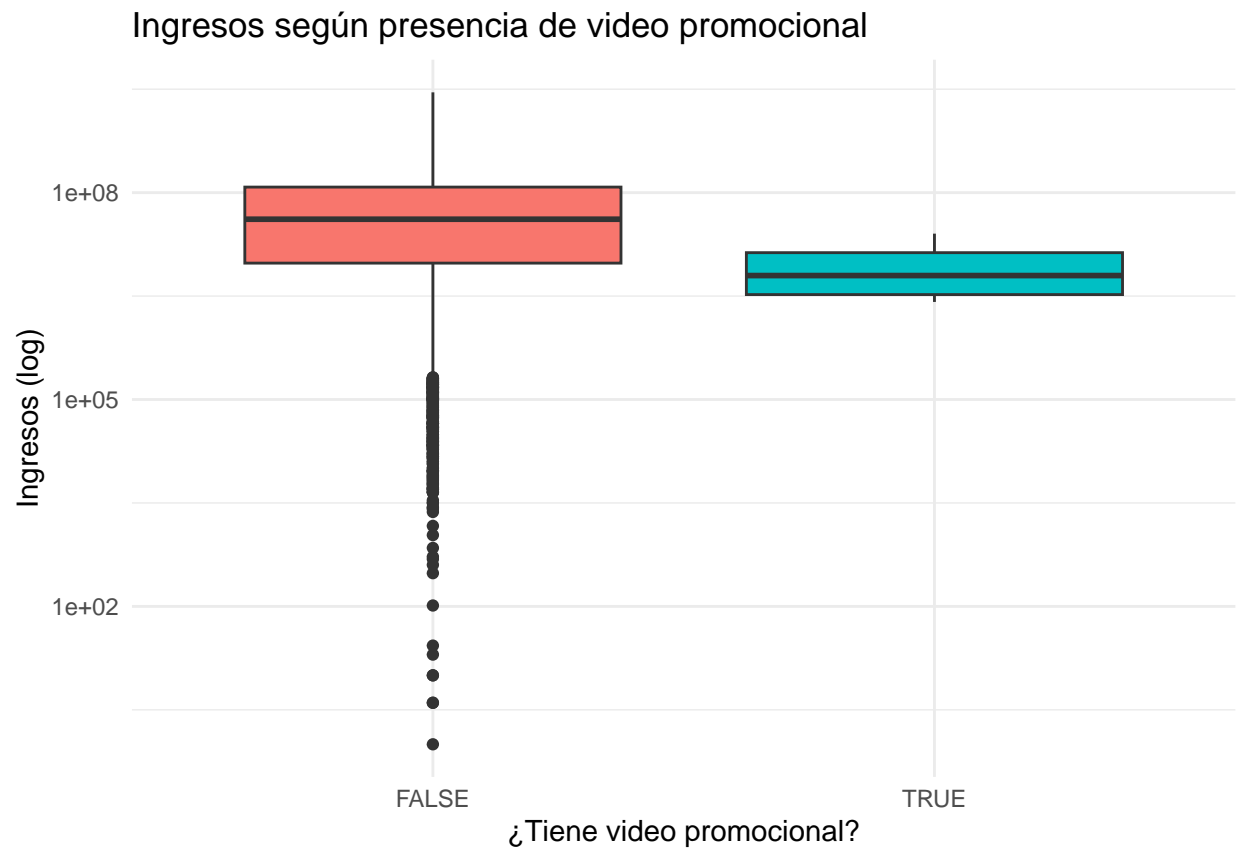 Ingresos según presencia de video promocional
Ingresos (log)
1e+08
1e+05
1e+02
FALSE
TRUE
¿Tiene video promocional?